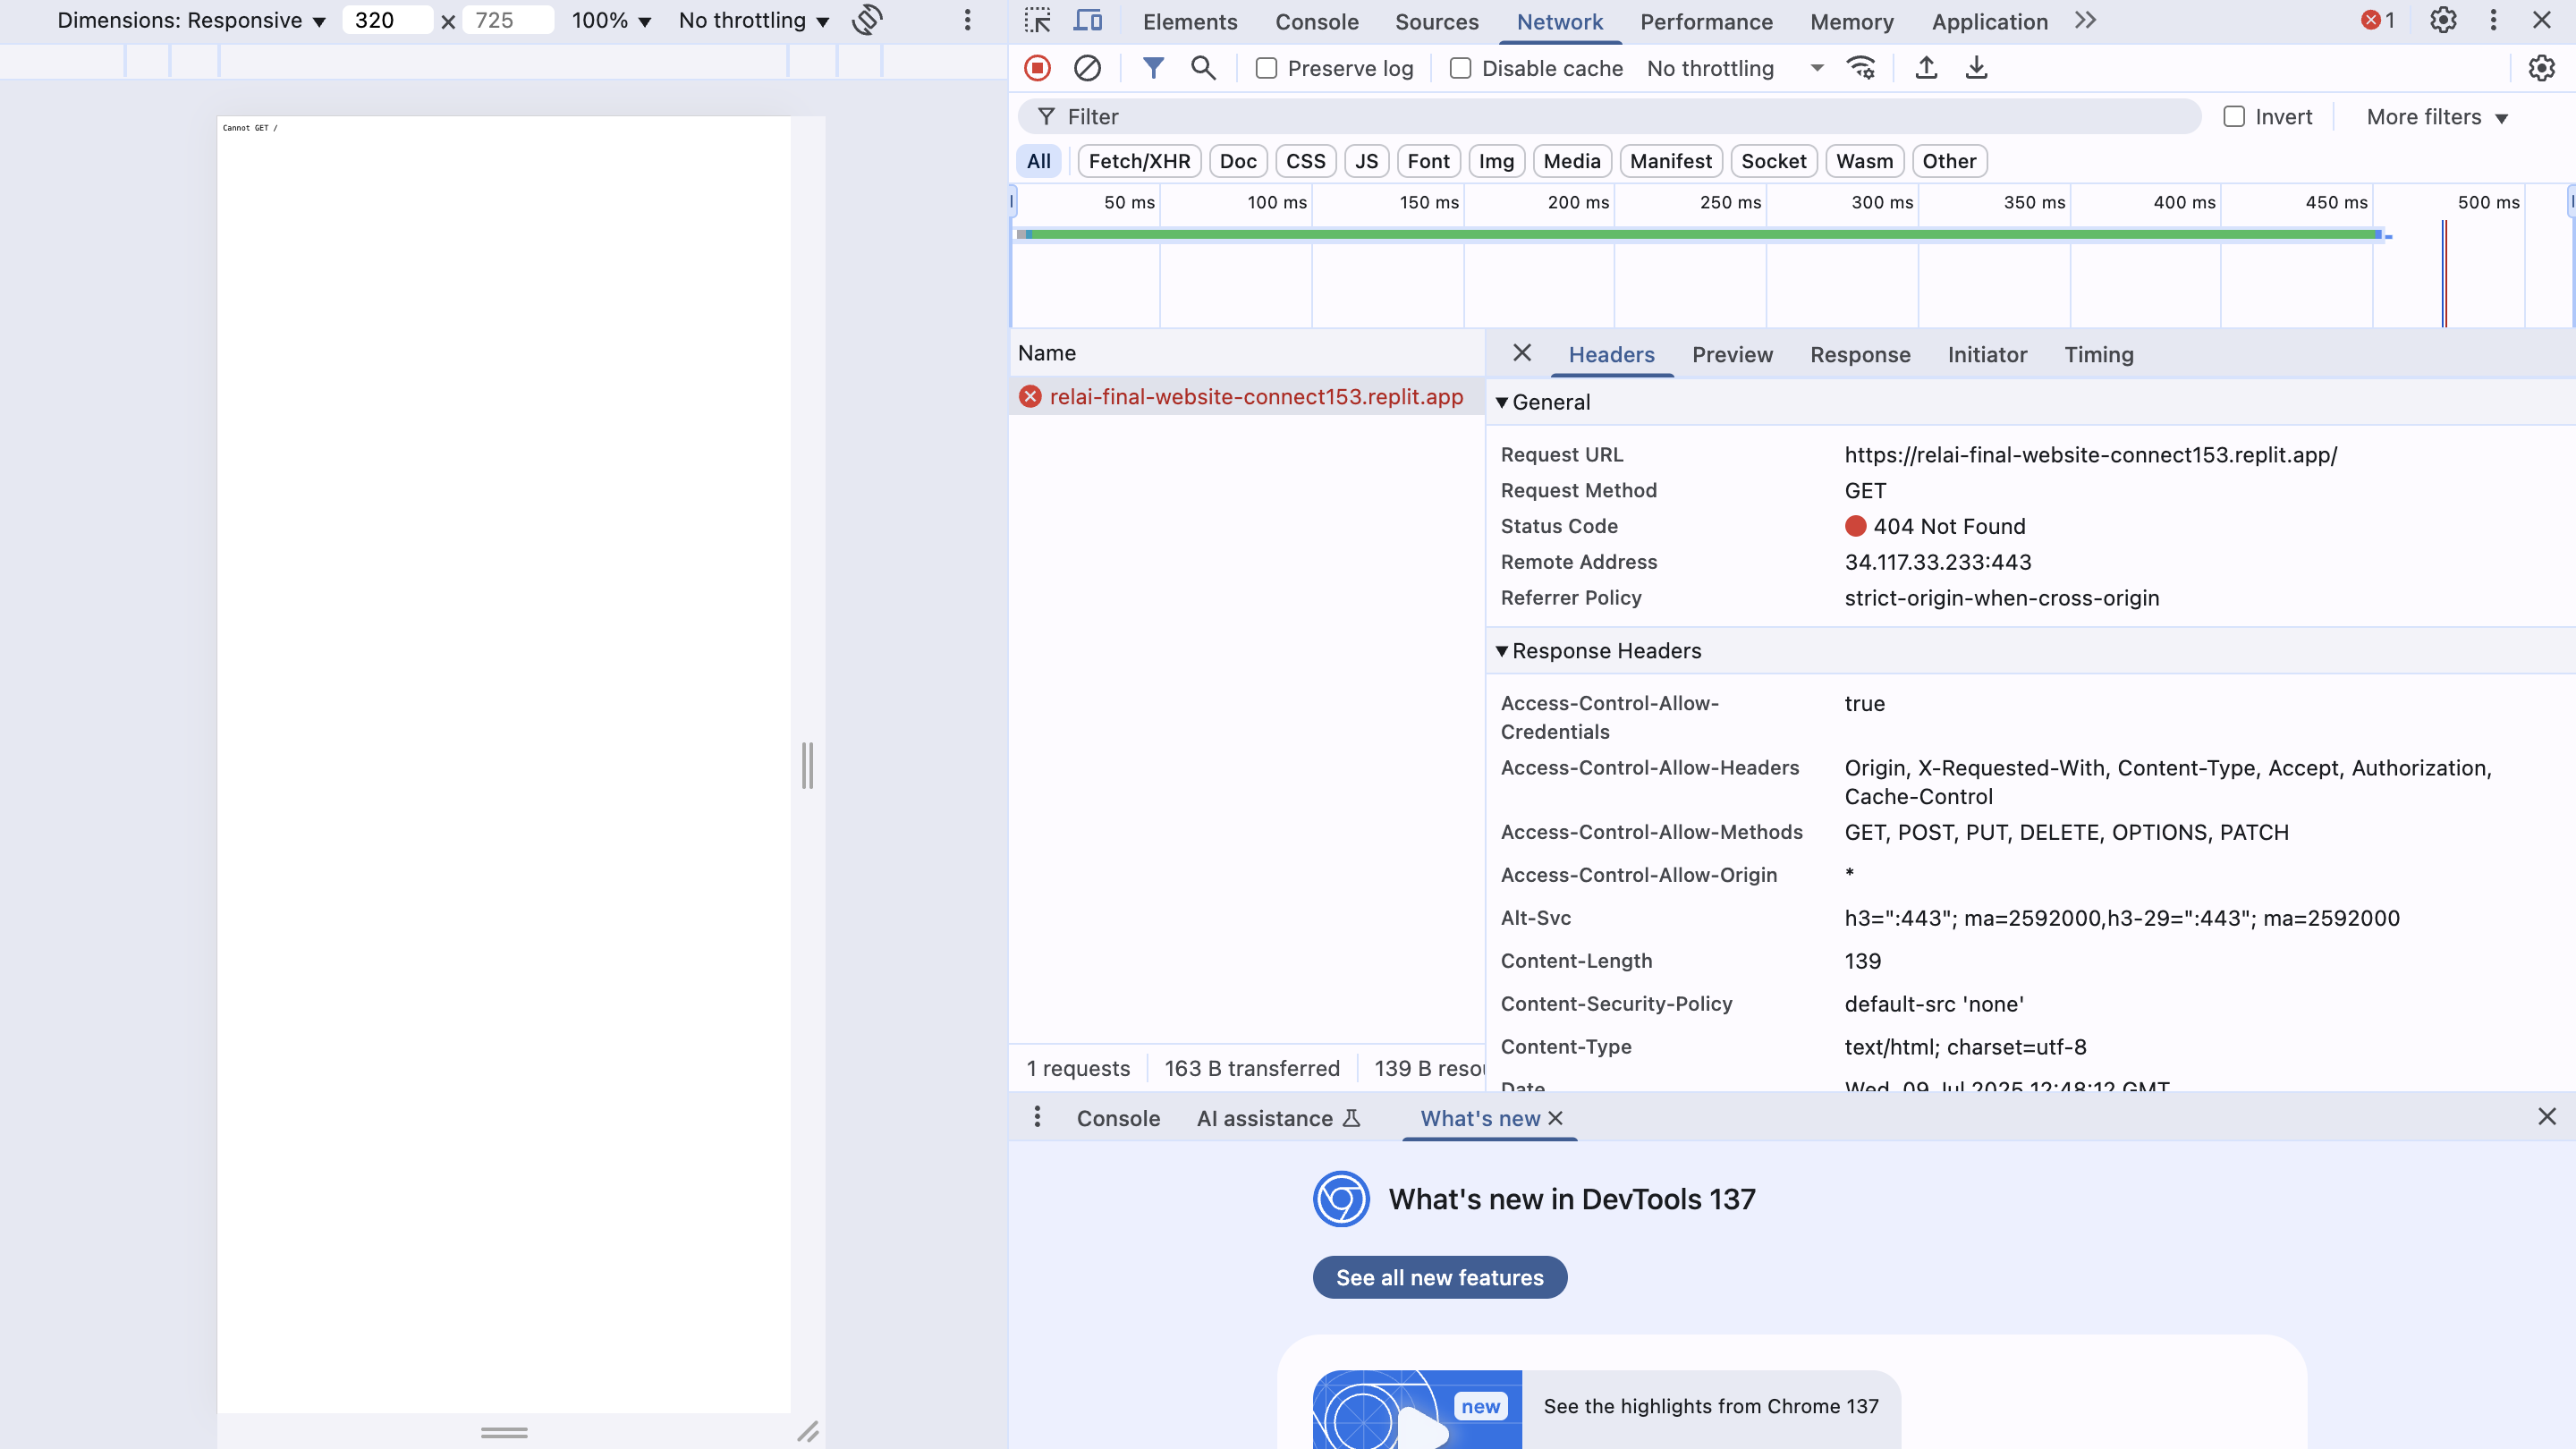 Dimensions: Responsive ▼ 320 × 725 100% ▼ No throttling ▼
Elements Console Sources Network Performance Memory Application 1
Preserve log Disable cache No throttling
Filter Invert More filters ▼
All Fetch/XHR Doc CSS JS Font Img Media Manifest Socket Wasm Other
50 ms 100 ms 150 ms 200 ms 250 ms 300 ms 350 ms 400 ms 450 ms 500 ms
Cannot GET /
Name
relai-final-website-connect153.replit.app
1 requests 163 B transferred 139 B resou
Headers Preview Response Initiator Timing
General
Request URL https://relai-final-website-connect153.replit.app/
Request Method GET
Status Code 404 Not Found
Remote Address 34.117.33.233:443
Referrer Policy strict-origin-when-cross-origin
Response Headers
Access-Control-Allow-Credentials true
Access-Control-Allow-Headers Origin, X-Requested-With, Content-Type, Accept, Authorization,
Cache-Control
Access-Control-Allow-Methods GET, POST, PUT, DELETE, OPTIONS, PATCH
Access-Control-Allow-Origin *
Alt-Svc h3=":443"; ma=2592000,h3-29=":443"; ma=2592000
Content-Length 139
Content-Security-Policy default-src 'none'
Content-Type text/html; charset=utf-8
Date Wed, 09 Jul 2025 12:48:12 GMT
Console AI assistance What's new
What's new in DevTools 137
See all new features
new
See the highlights from Chrome 137